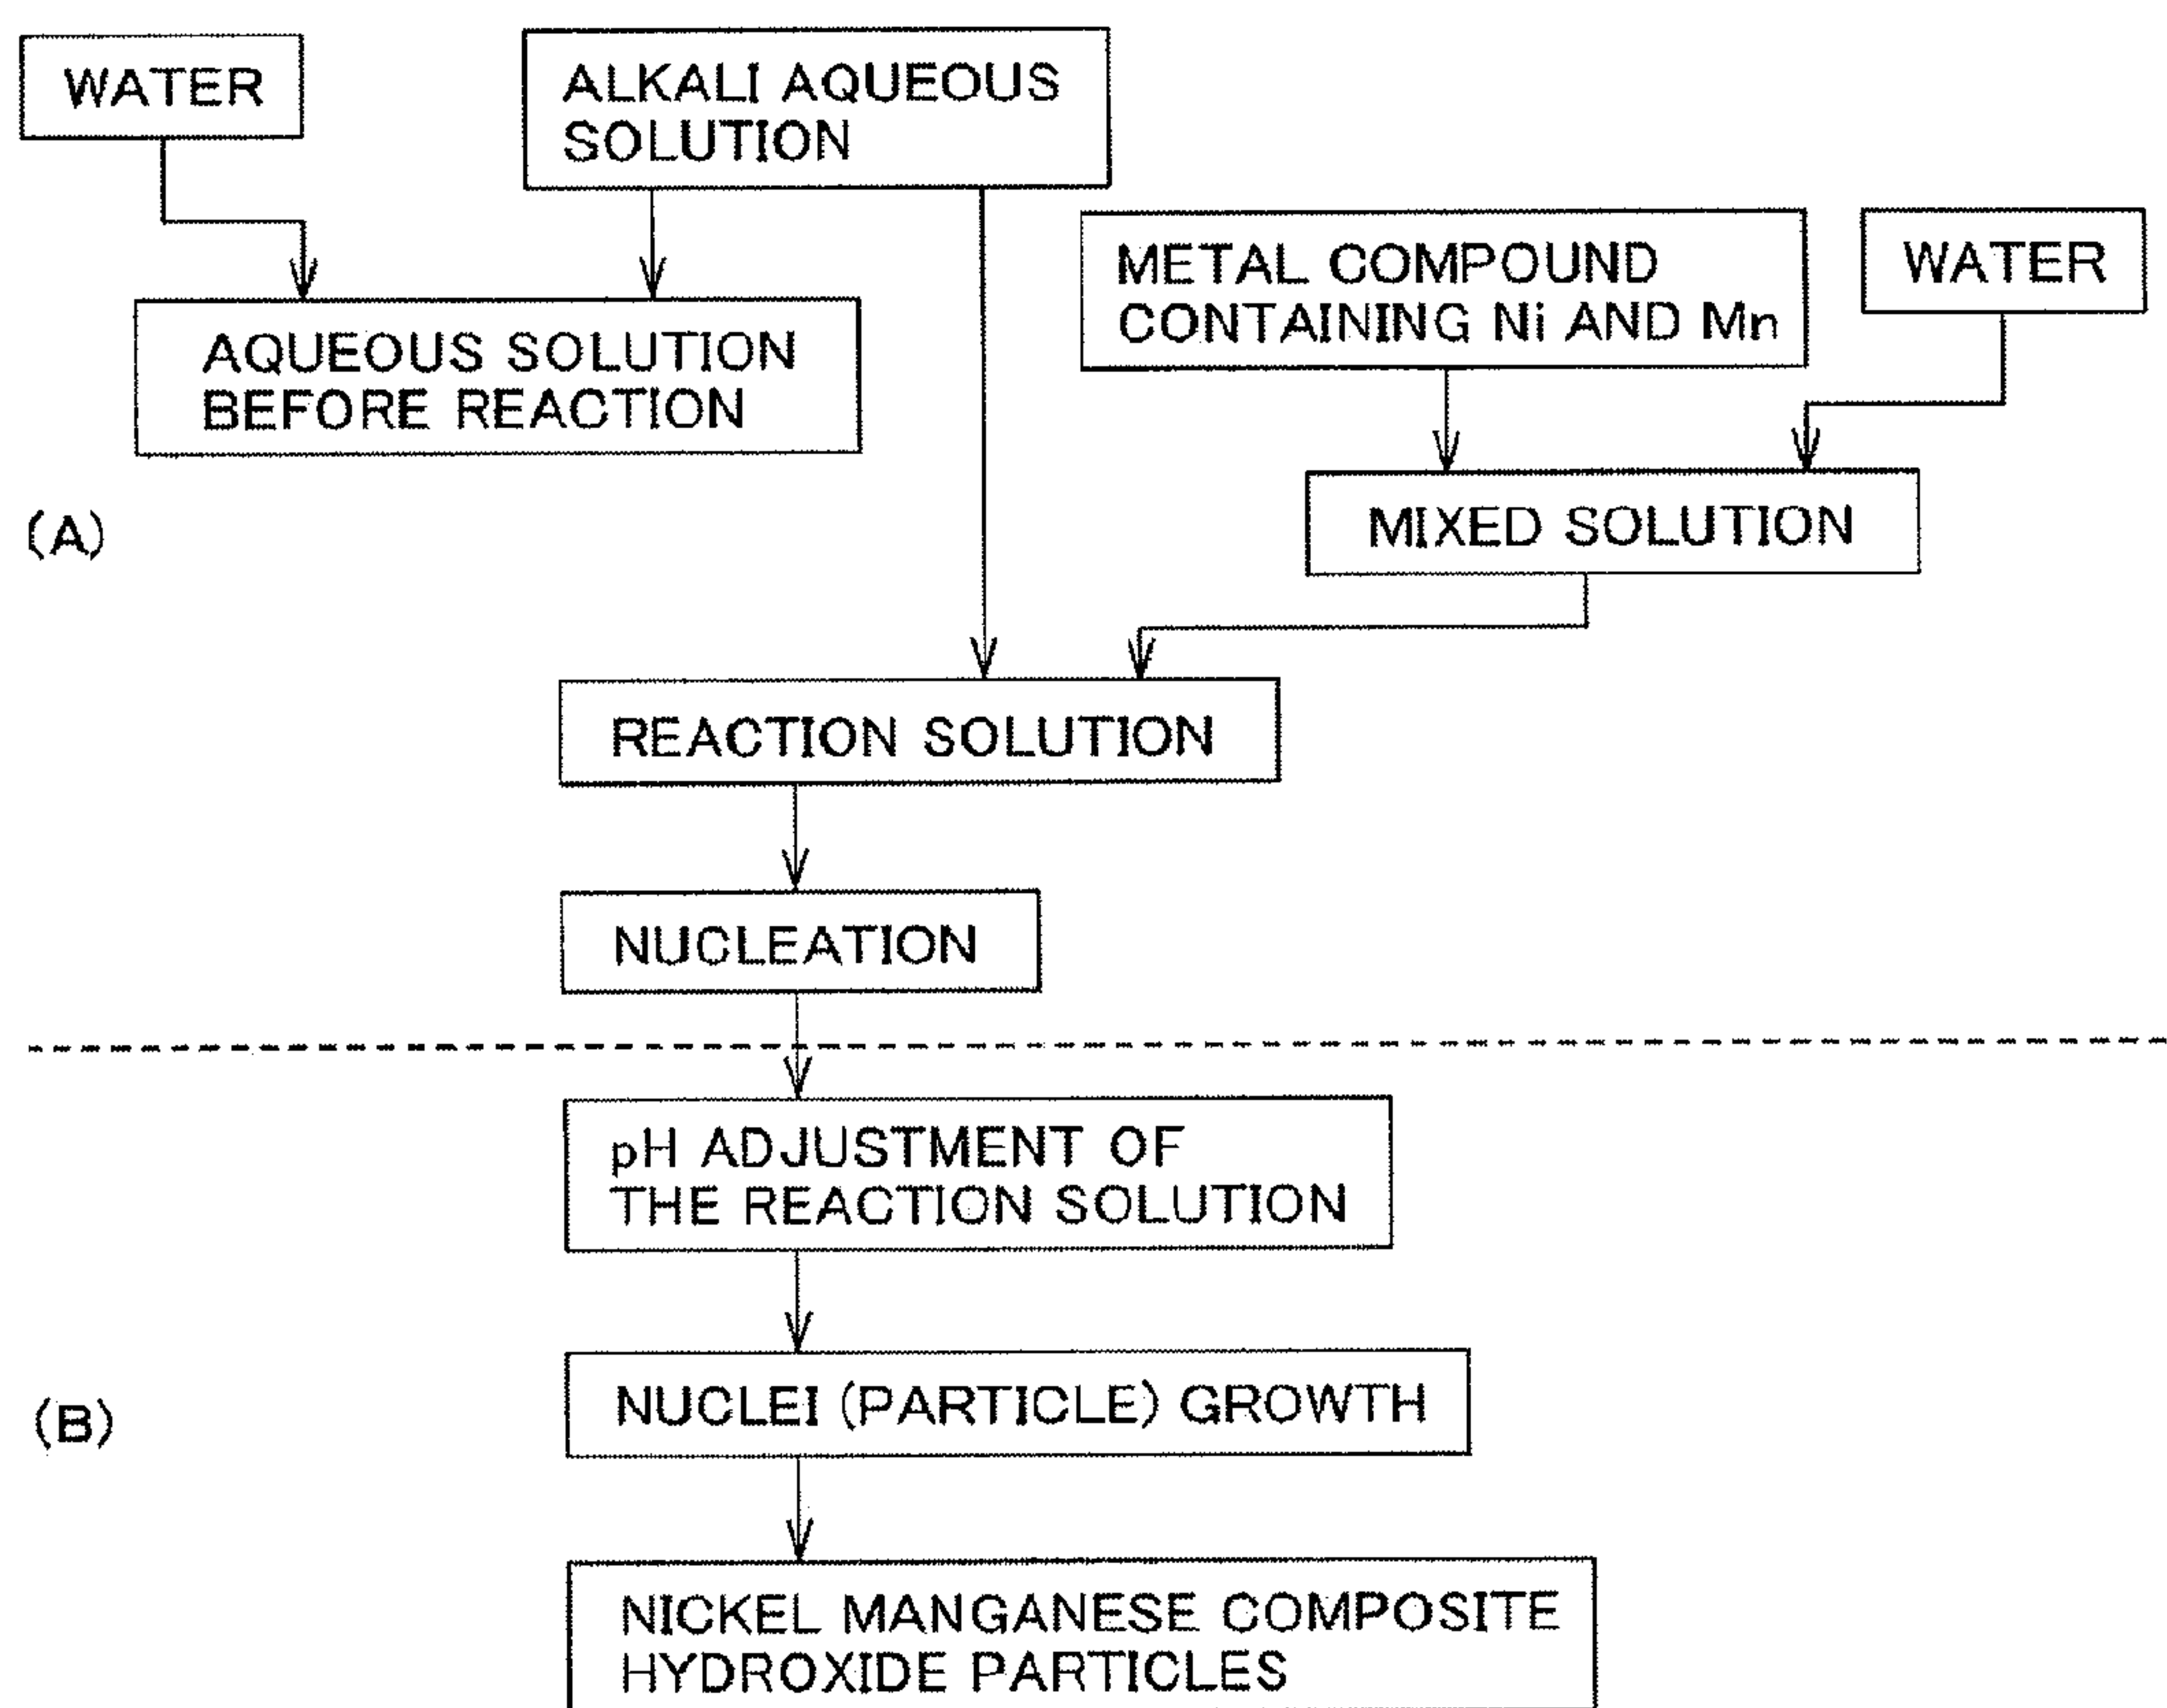 WATER
ALKALI AQUEOUS
SOLUTION
METAL COMPOUND
CONTAINING Ni AND Mn
WATER
AQUEOUS SOLUTION
BEFORE REACTION
MIXED SOLUTION
(A)
REACTION SOLUTION
NUCLEATION
pH ADJUSTMENT OF
THE REACTION SOLUTION
NUCLEI (PARTICLE) GROWTH
(B)
NICKEL MANGANESE COMPOSITE
HYDROXIDE PARTICLES